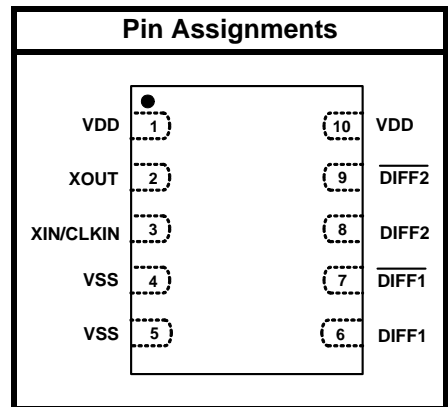 Pin Assignments
VDD 1 10 VDD
XOUT 2 9 DIFF2
XIN/CLKIN 3 8 DIFF2
VSS 4 7 DIFF1
VSS 5 6 DIFF1